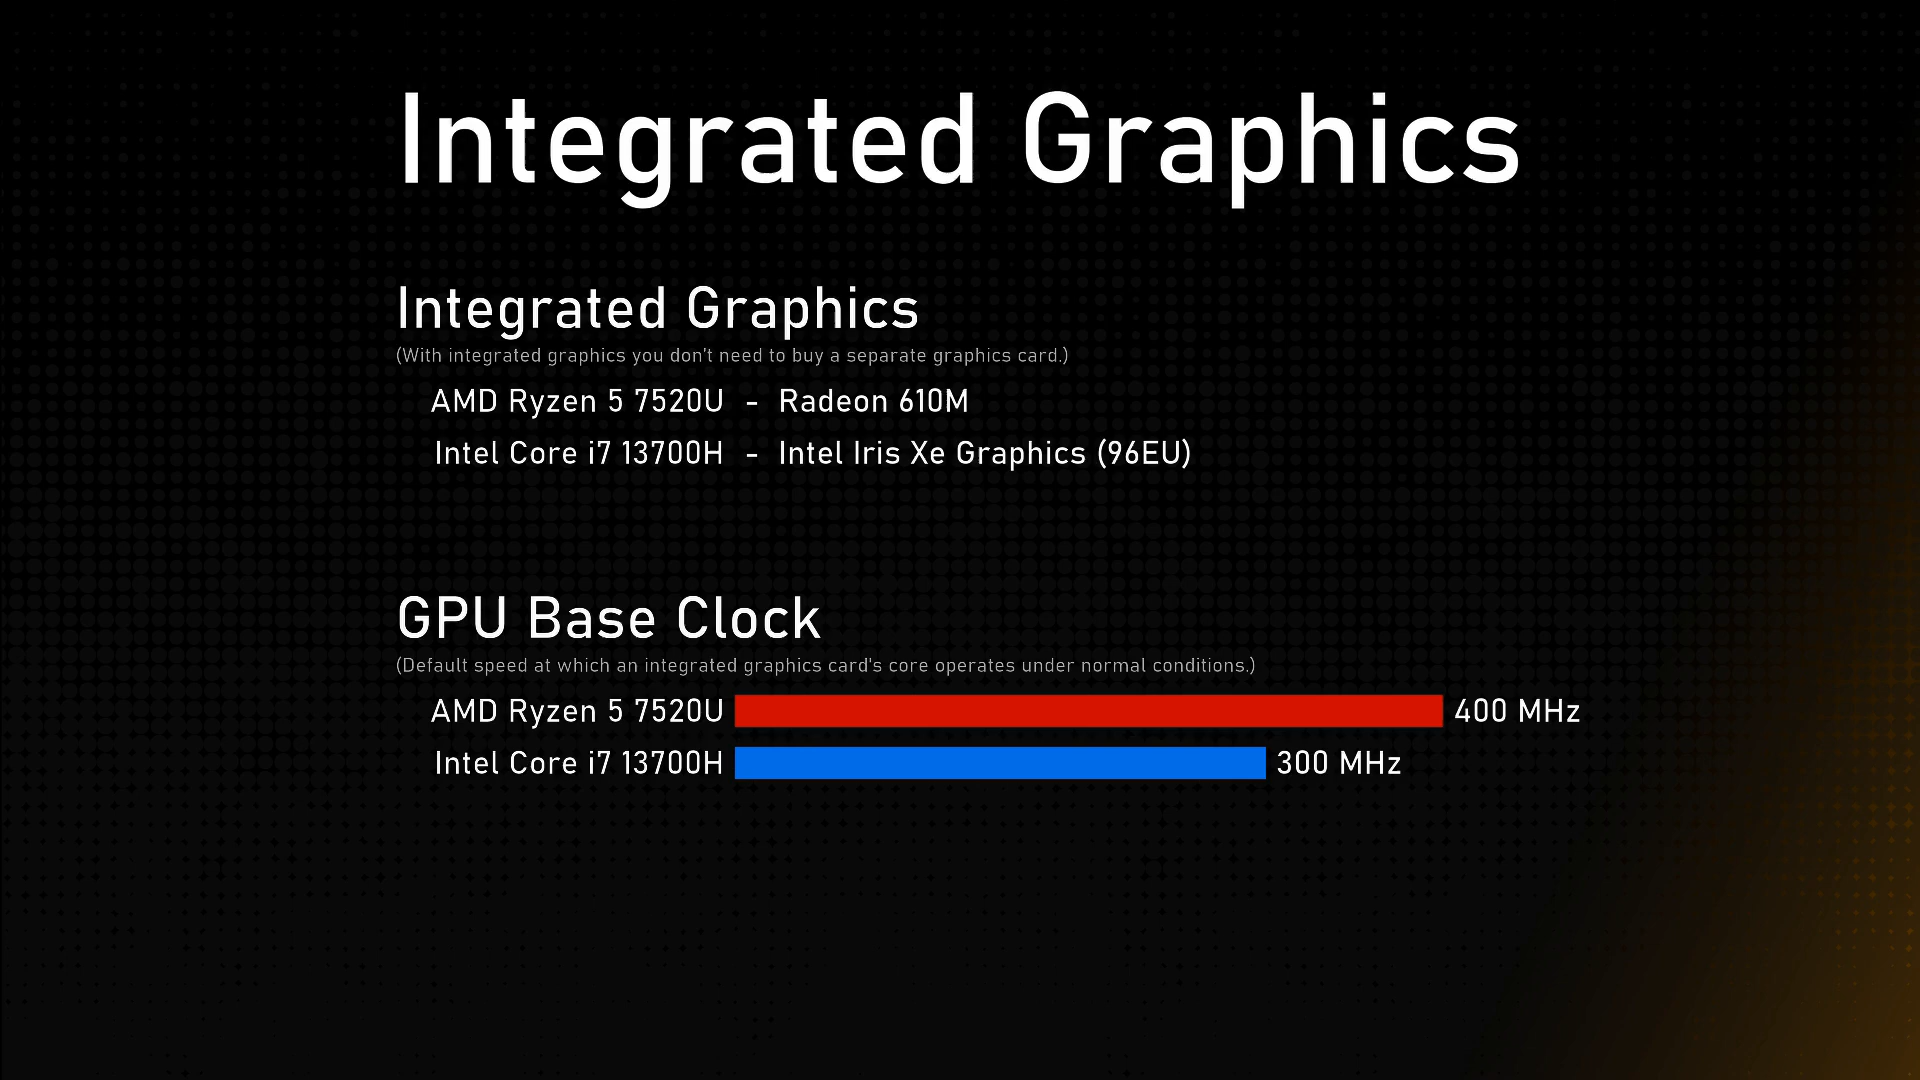 Integrated Graphics
Integrated Graphics
(With integrated graphics you don't need to buy a separate graphics card.)
AMD Ryzen 5 7520U - Radeon 610M
Intel Core i7 13700H - Intel Iris Xe Graphics (96EU)
GPU Base Clock
(Default speed at which an integrated graphics card's core operates under normal conditions.)
AMD Ryzen 5 7520U 400 MHz
Intel Core i7 13700H 300 MHz